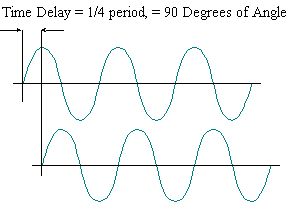 Time Delay = 1/4 period, = 90 Degrees of Angle